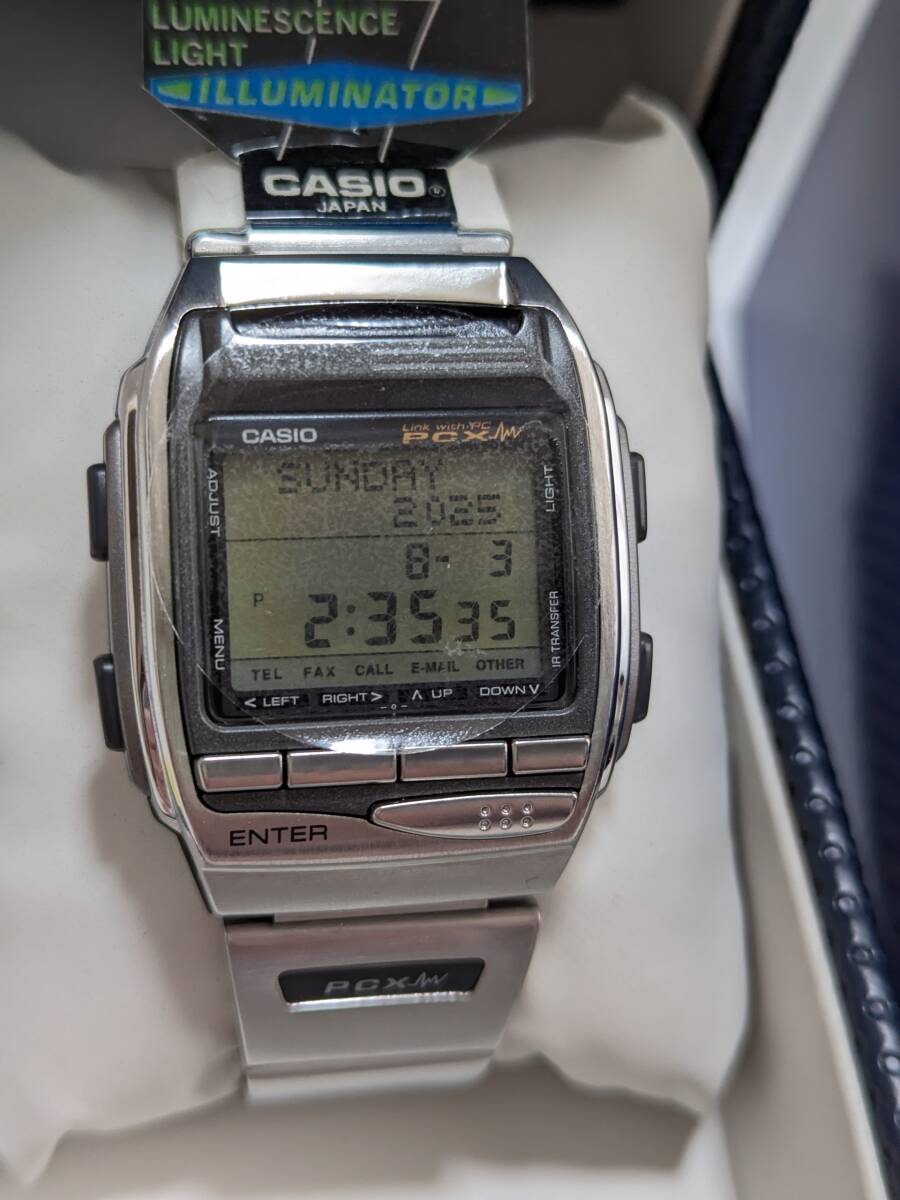 LUMINESCENCE
LIGHT
ILLUMINATOR
CASIO®
JAPAN
CASIO
Link with PC
PCX
ADJUST
LIGHT
SUNDAY
2025
8- 3
P 2:35 35
MENU
IR TRANSFER
TEL FAX CALL E-MAIL OTHER
< LEFT RIGHT > ∧ UP DOWN ∨
ENTER
PCX